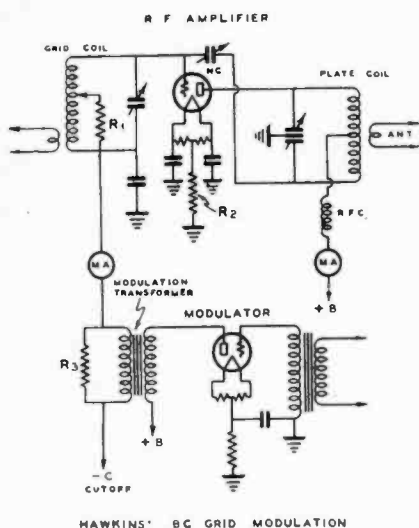 R F AMPLIFIER
GRID COIL
NC
PLATE COIL
R1
ANT.
R2
RFC
MA
MA
+B
MODULATION
TRANSFORMER
MODULATOR
R3
+B
-C
CUTOFF
HAWKINS' BC GRID MODULATION